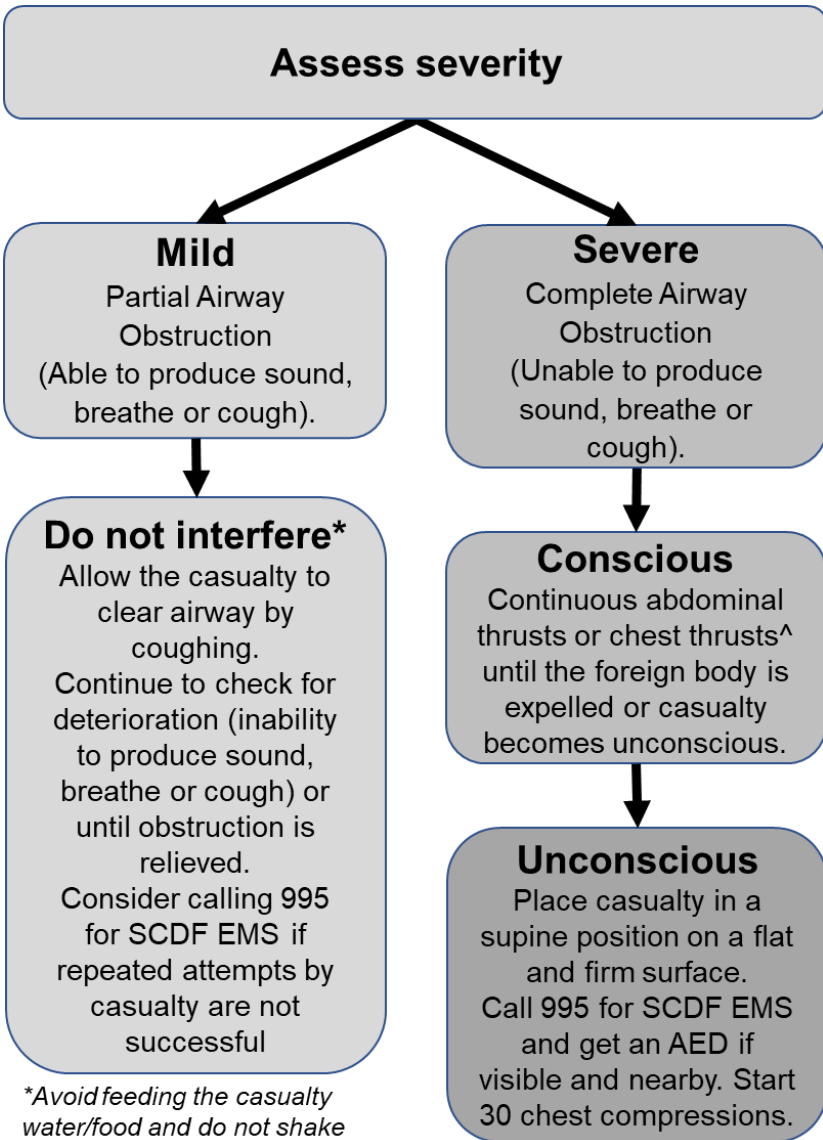 Assess severity
Mild
Partial Airway
Obstruction
(Able to produce sound,
breathe or cough).
Severe
Complete Airway
Obstruction
(Unable to produce
sound, breathe or
cough).
Do not interfere*
Allow the casualty to
clear airway by
coughing.
Continue to check for
deterioration (inability
to produce sound,
breathe or cough) or
until obstruction is
relieved.
Consider calling 995
for SCDF EMS if
repeated attempts by
casualty are not
successful
*Avoid feeding the casualty
water/food and do not shake
Conscious
Continuous abdominal
thrusts or chest thrusts^
until the foreign body is
expelled or casualty
becomes unconscious.
Unconscious
Place casualty in a
supine position on a flat
and firm surface.
Call 995 for SCDF EMS
and get an AED if
visible and nearby. Start
30 chest compressions.